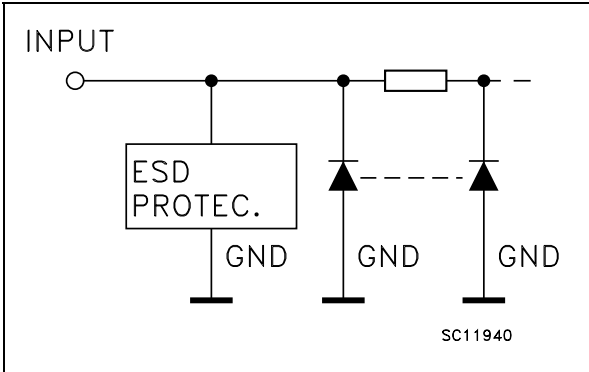 INPUT
ESD
PROTEC.
GND
GND
GND
SC11940